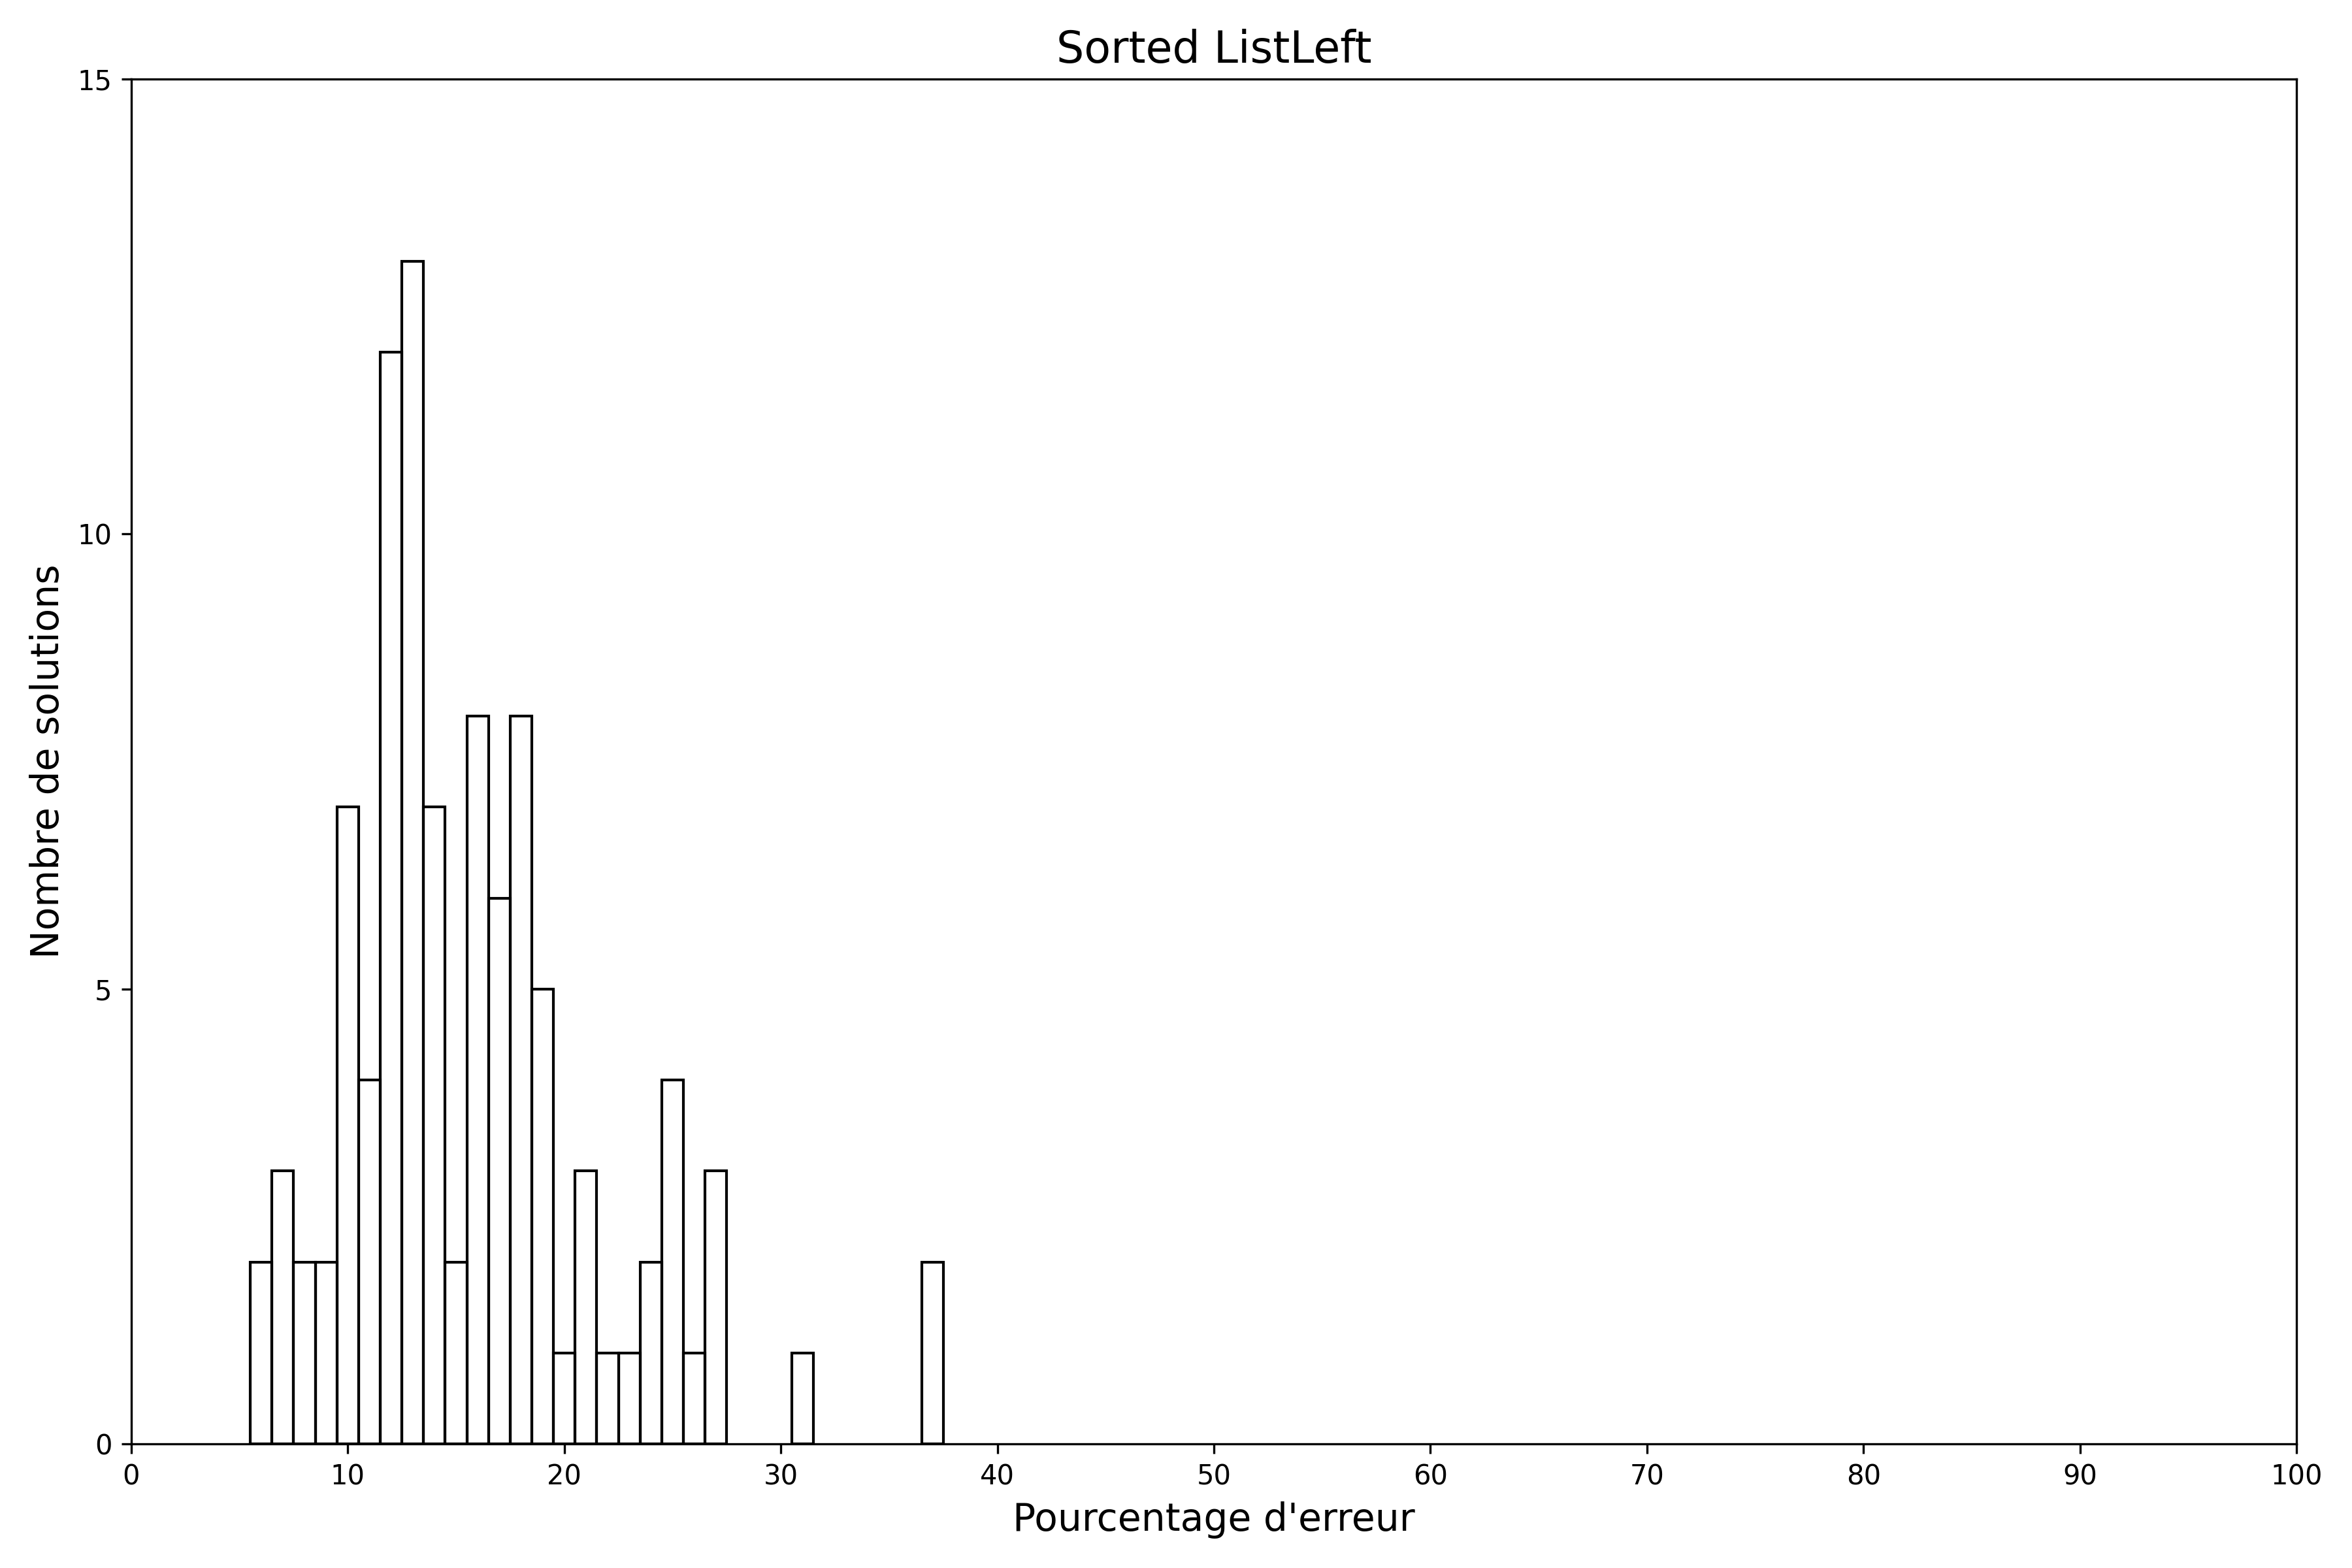 Sorted ListLeft
15
10
5
0
Nombre de solutions
0 10 20 30 40 50 60 70 80 90 100
Pourcentage d'erreur